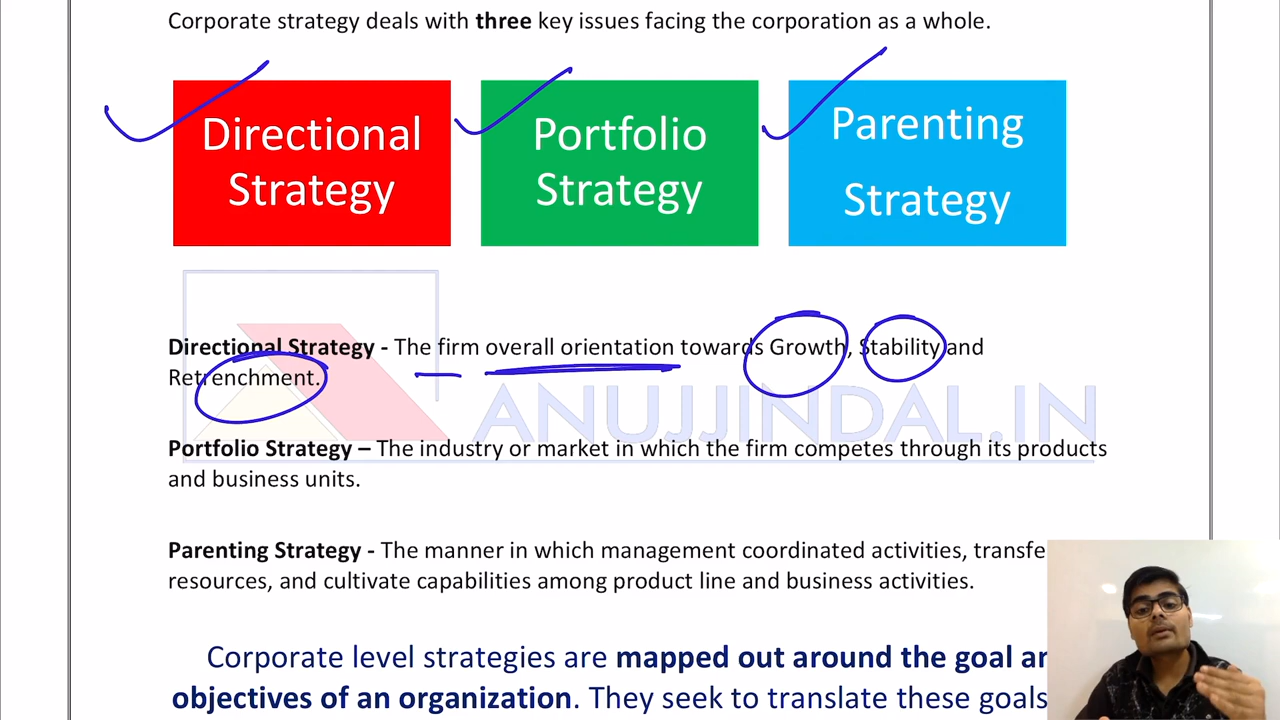 Corporate strategy deals with three key issues facing the corporation as a whole.
Directional
Strategy
Portfolio
Strategy
Parenting
Strategy
Directional Strategy - The firm overall orientation towards Growth, Stability and
Retrenchment.
ANUJJINDAL.IN
Portfolio Strategy – The industry or market in which the firm competes through its products
and business units.
Parenting Strategy - The manner in which management coordinated activities,
resources, and cultivate capabilities among product line and business activities.
Corporate level strategies are mapped out around the goal
objectives of an organization. They seek to translate these goals